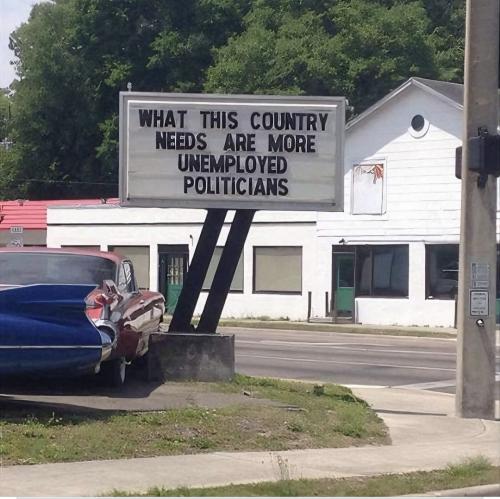 WHAT THIS COUNTRY
NEEDS ARE MORE
UNEMPLOYED
POLITICIANS